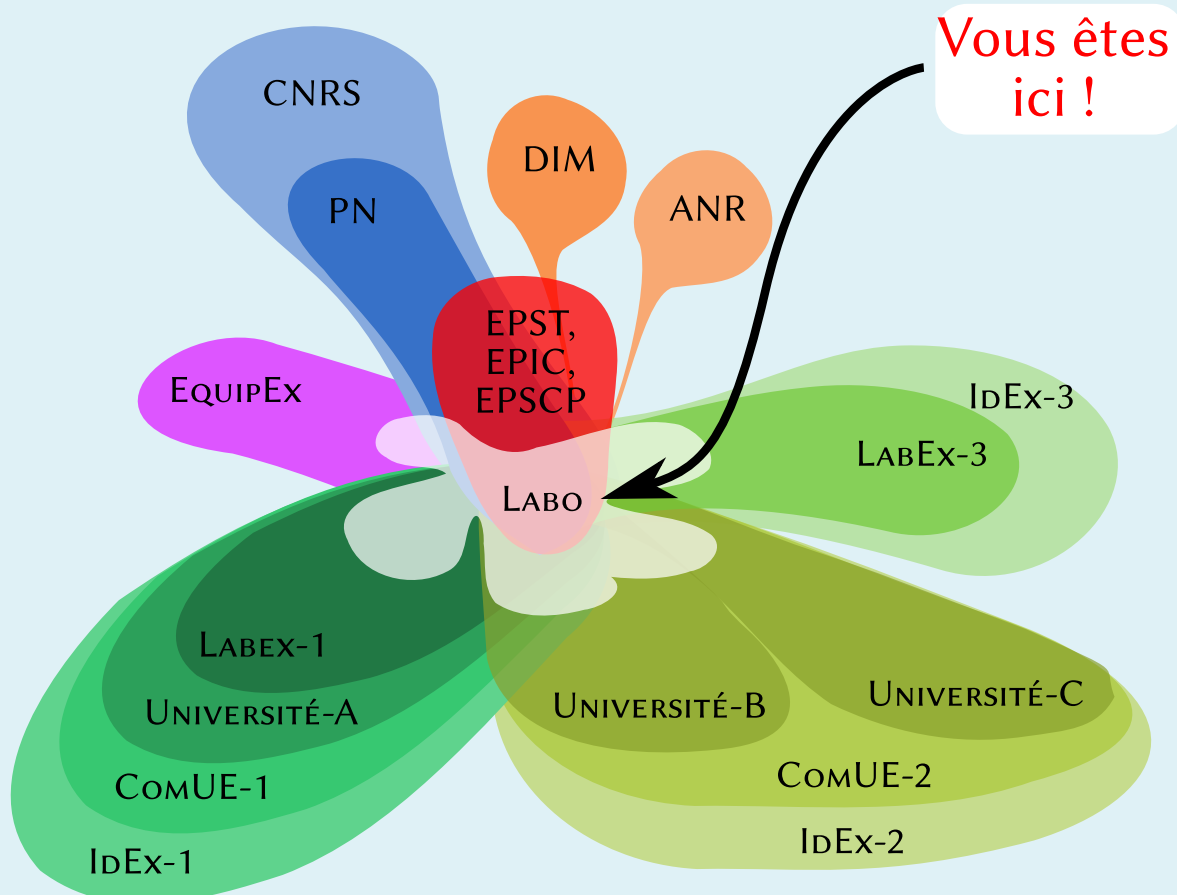 Vous êtes
ici !
CNRS
DIM
PN
ANR
EPST,
EPIC,
EPSCP
EquipEx
IdEx-3
LabEx-3
Labo
Labex-1
Université-A
Université-B
Université-C
ComUE-1
ComUE-2
IdEx-1
IdEx-2